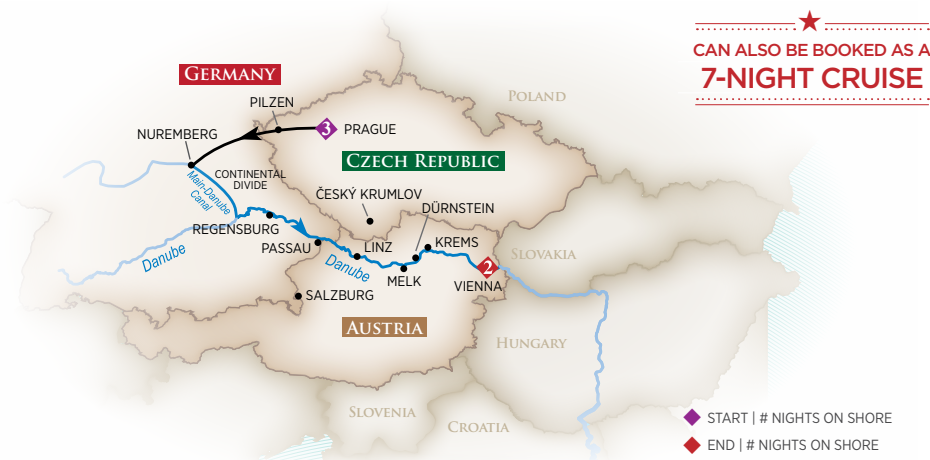 CAN ALSO BE BOOKED AS A
7-NIGHT CRUISE
GERMANY
POLAND
PILZEN
NUREMBERG
3 PRAGUE
CZECH REPUBLIC
CONTINENTAL
DIVIDE
Main-Danube
Canal
ČESKÝ KRUMLOV
DÜRNSTEIN
REGENSBURG
PASSAU
LINZ
KREMS
SLOVAKIA
Danube
Danube
MELK
2
VIENNA
SALZBURG
AUSTRIA
HUNGARY
SLOVENIA
CROATIA
START | # NIGHTS ON SHORE
END | # NIGHTS ON SHORE